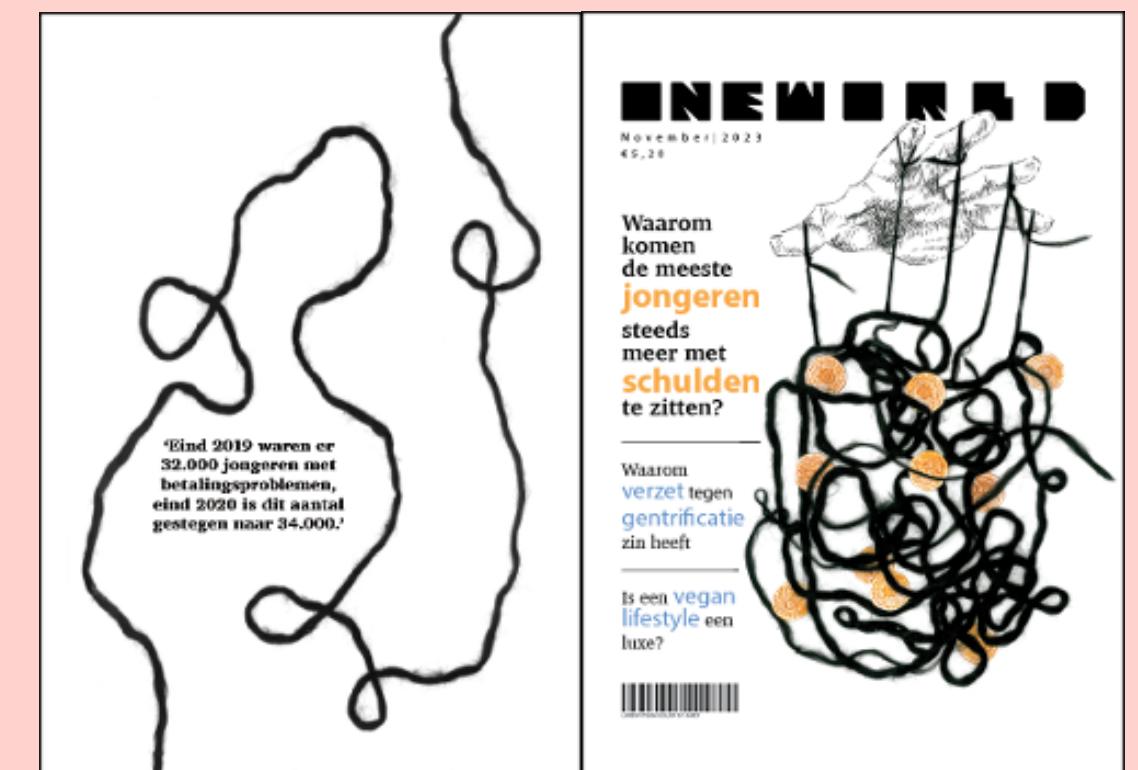 'Eind 2019 waren er
32.000 jongeren met
betalingsproblemen,
eind 2020 is dit aantal
gestegen naar 34.000.'
ONEWORLD
November|2023
€5,20
Waarom
komen
de meeste
jongeren
steeds
meer met
schulden
te zitten?
Waarom
verzet tegen
gentrificatie
zin heeft
Is een vegan
lifestyle een
luxe?